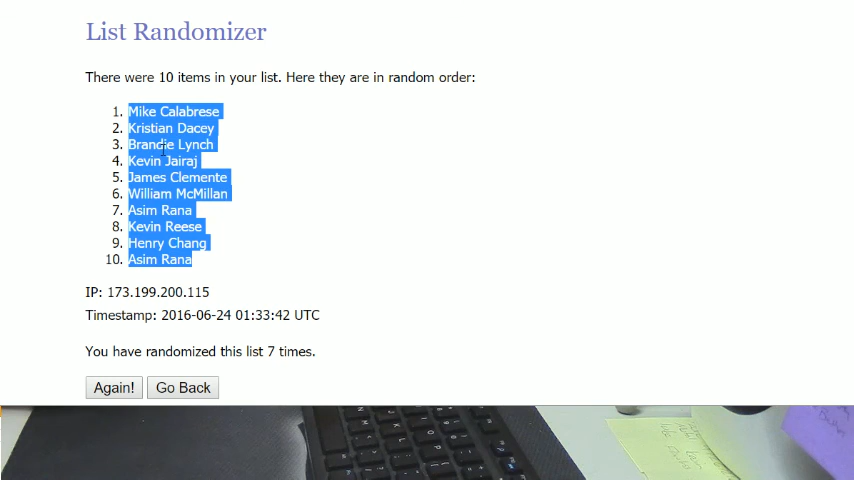 List Randomizer
There were 10 items in your list. Here they are in random order:
1. Mike Calabrese
2. Kristian Dacey
3. Brandie Lynch
4. Kevin Jairaj
5. James Clemente
6. William McMillan
7. Asim Rana
8. Kevin Reese
9. Henry Chang
10. Asim Rana
IP: 173.199.200.115
Timestamp: 2016-06-24 01:33:42 UTC
You have randomized this list 7 times.
Again! Go Back